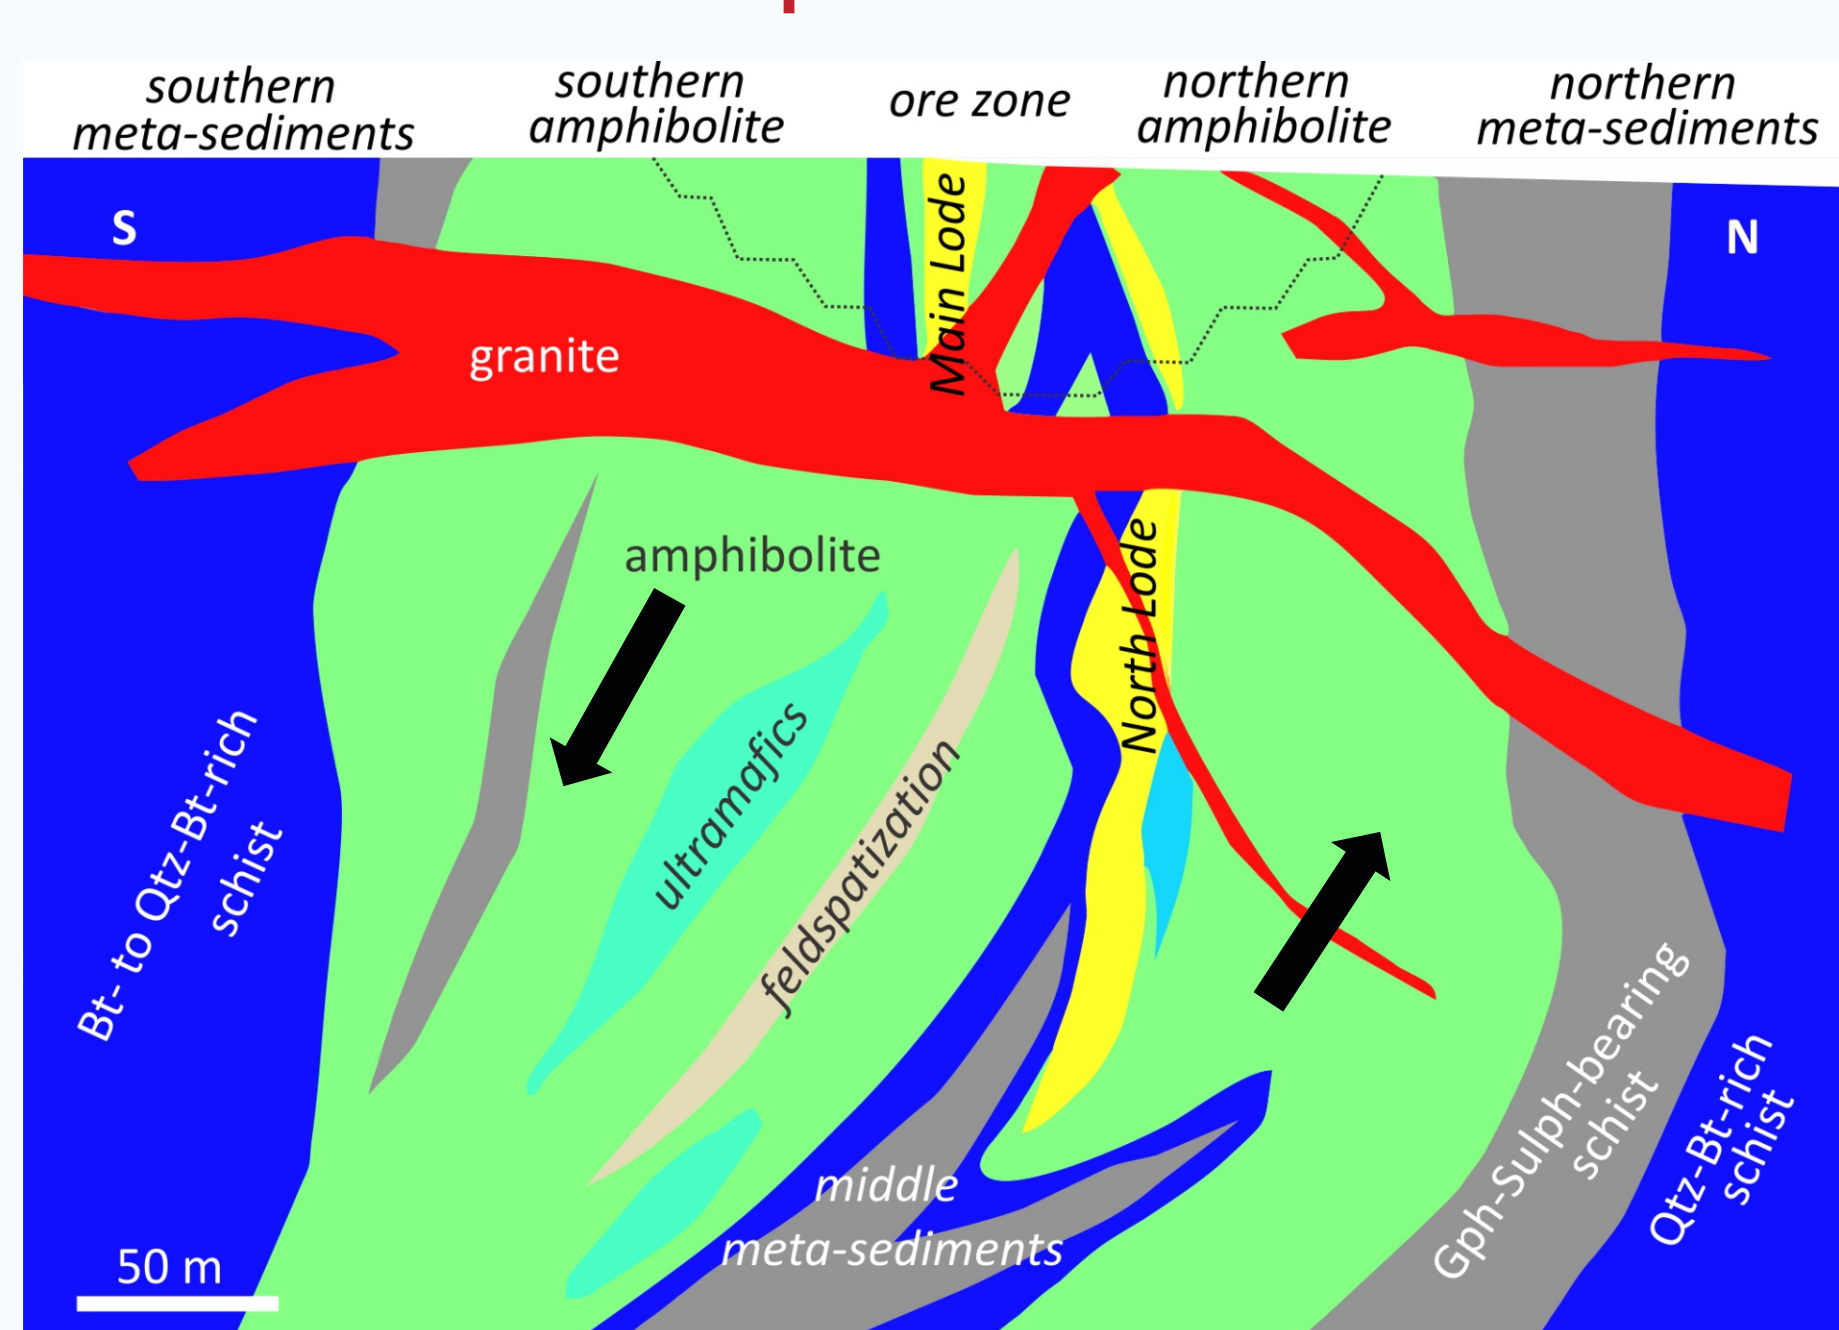 southern
meta-sediments
southern
amphibolite
ore zone
northern
amphibolite
northern
meta-sediments
S
N
Main Lode
granite
amphibolite
North Lode
ultramafics
feldspatization
Bt- to Qtz-Bt-rich
schist
middle
meta-sediments
Gph-Sulph-bearing
schist
Qtz-Bt-rich
schist
50 m